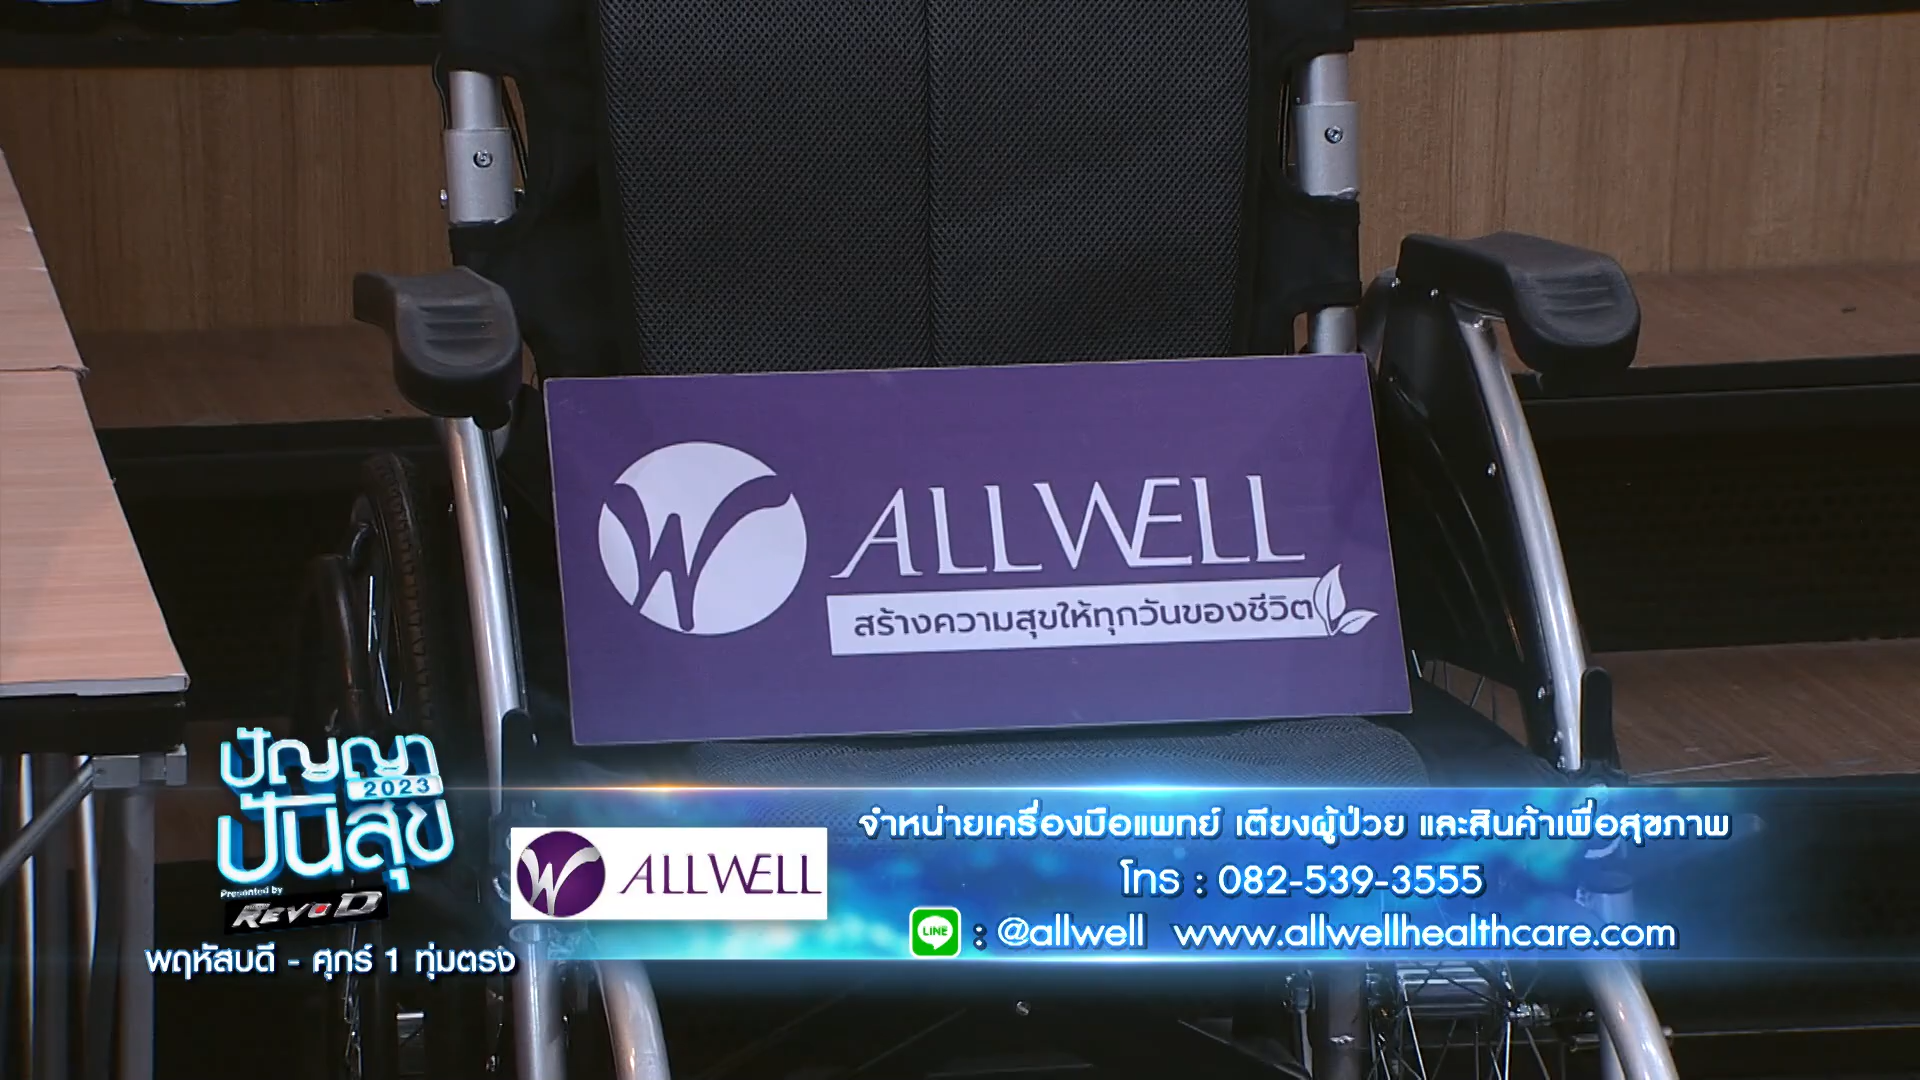 W ALLWELL
สร้างความสุขให้ทุกวันของชีวิต
ปัญญา
2023
ปันสุข
Presented by
REVO D
พฤหัสบดี - ศุกร์ 1 ทุ่มตรง
W ALLWELL
จำหน่ายเครื่องมือแพทย์ เตียงผู้ป่วย และสินค้าเพื่อสุขภาพ
โทร : 082-539-3555
LINE : @allwell www.allwellhealthcare.com